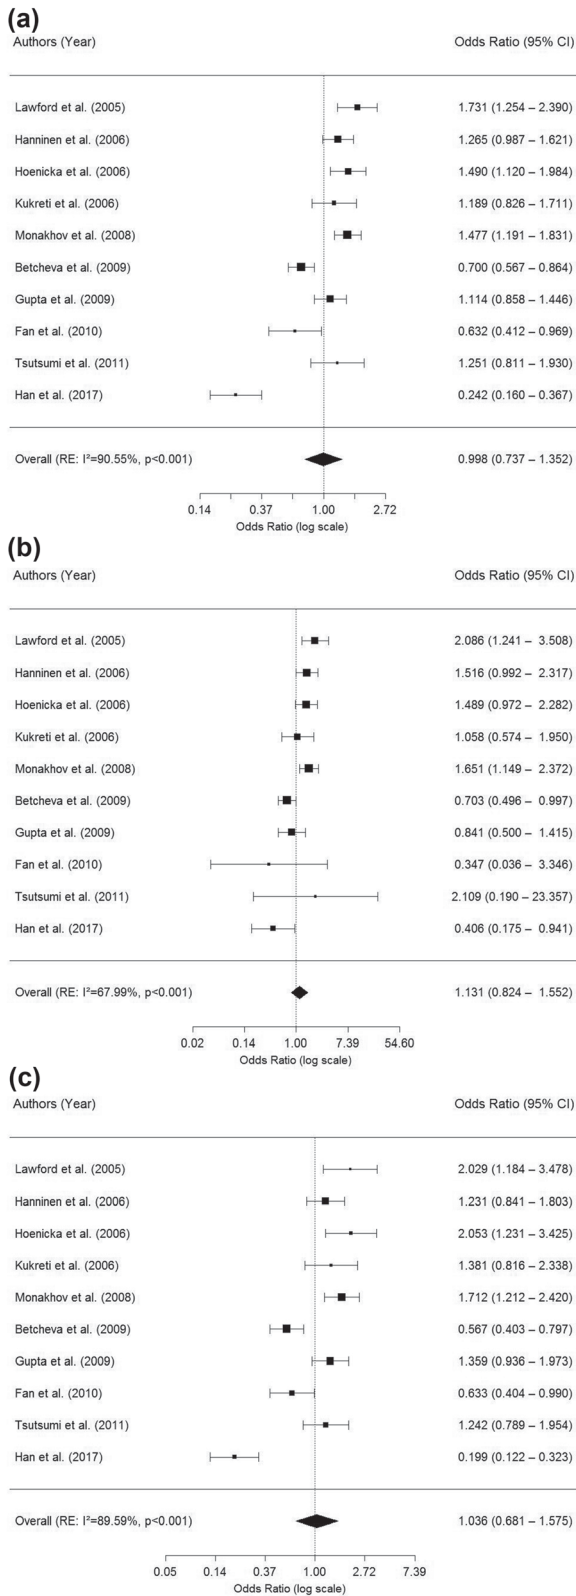 (a)
Authors (Year) Odds Ratio (95% CI)
Lawford et al. (2005) 1.731 (1.254 – 2.390)
Hanninen et al. (2006) 1.265 (0.987 – 1.621)
Hoenicka et al. (2006) 1.490 (1.120 – 1.984)
Kukreti et al. (2006) 1.189 (0.826 – 1.711)
Monakhov et al. (2008) 1.477 (1.191 – 1.831)
Betcheva et al. (2009) 0.700 (0.567 – 0.864)
Gupta et al. (2009) 1.114 (0.858 – 1.446)
Fan et al. (2010) 0.632 (0.412 – 0.969)
Tsutsumi et al. (2011) 1.251 (0.811 – 1.930)
Han et al. (2017) 0.242 (0.160 – 0.367)
Overall (RE: I²=90.55%, p<0.001) 0.998 (0.737 – 1.352)
0.14 0.37 1.00 2.72
Odds Ratio (log scale)
(b)
Authors (Year) Odds Ratio (95% CI)
Lawford et al. (2005) 2.086 (1.241 – 3.508)
Hanninen et al. (2006) 1.516 (0.992 – 2.317)
Hoenicka et al. (2006) 1.489 (0.972 – 2.282)
Kukreti et al. (2006) 1.058 (0.574 – 1.950)
Monakhov et al. (2008) 1.651 (1.149 – 2.372)
Betcheva et al. (2009) 0.703 (0.496 – 0.997)
Gupta et al. (2009) 0.841 (0.500 – 1.415)
Fan et al. (2010) 0.347 (0.036 – 3.346)
Tsutsumi et al. (2011) 2.109 (0.190 – 23.357)
Han et al. (2017) 0.406 (0.175 – 0.941)
Overall (RE: I²=67.99%, p<0.001) 1.131 (0.824 – 1.552)
0.02 0.14 1.00 7.39 54.60
Odds Ratio (log scale)
(c)
Authors (Year) Odds Ratio (95% CI)
Lawford et al. (2005) 2.029 (1.184 – 3.478)
Hanninen et al. (2006) 1.231 (0.841 – 1.803)
Hoenicka et al. (2006) 2.053 (1.231 – 3.425)
Kukreti et al. (2006) 1.381 (0.816 – 2.338)
Monakhov et al. (2008) 1.712 (1.212 – 2.420)
Betcheva et al. (2009) 0.567 (0.403 – 0.797)
Gupta et al. (2009) 1.359 (0.936 – 1.973)
Fan et al. (2010) 0.633 (0.404 – 0.990)
Tsutsumi et al. (2011) 1.242 (0.789 – 1.954)
Han et al. (2017) 0.199 (0.122 – 0.323)
Overall (RE: I²=89.59%, p<0.001) 1.036 (0.681 – 1.575)
0.05 0.14 0.37 1.00 2.72 7.39
Odds Ratio (log scale)